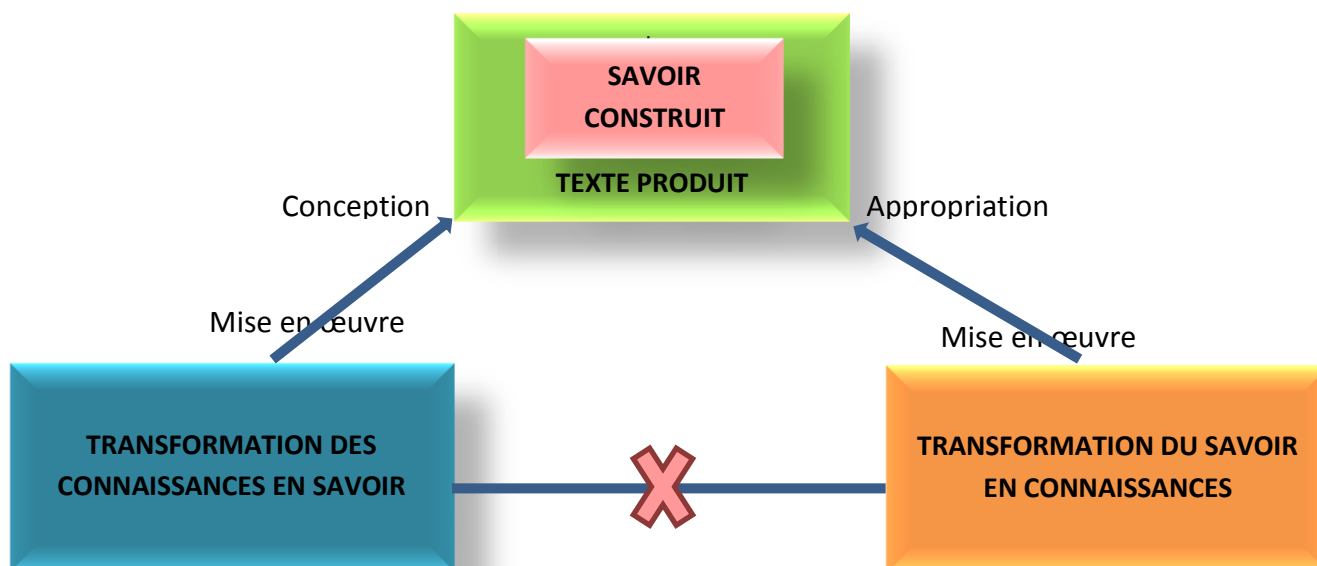 SAVOIR
CONSTRUIT
TEXTE PRODUIT
Conception
Appropriation
Mise en œuvre
Mise en œuvre
TRANSFORMATION DES
CONNAISSANCES EN SAVOIR
TRANSFORMATION DU SAVOIR
EN CONNAISSANCES